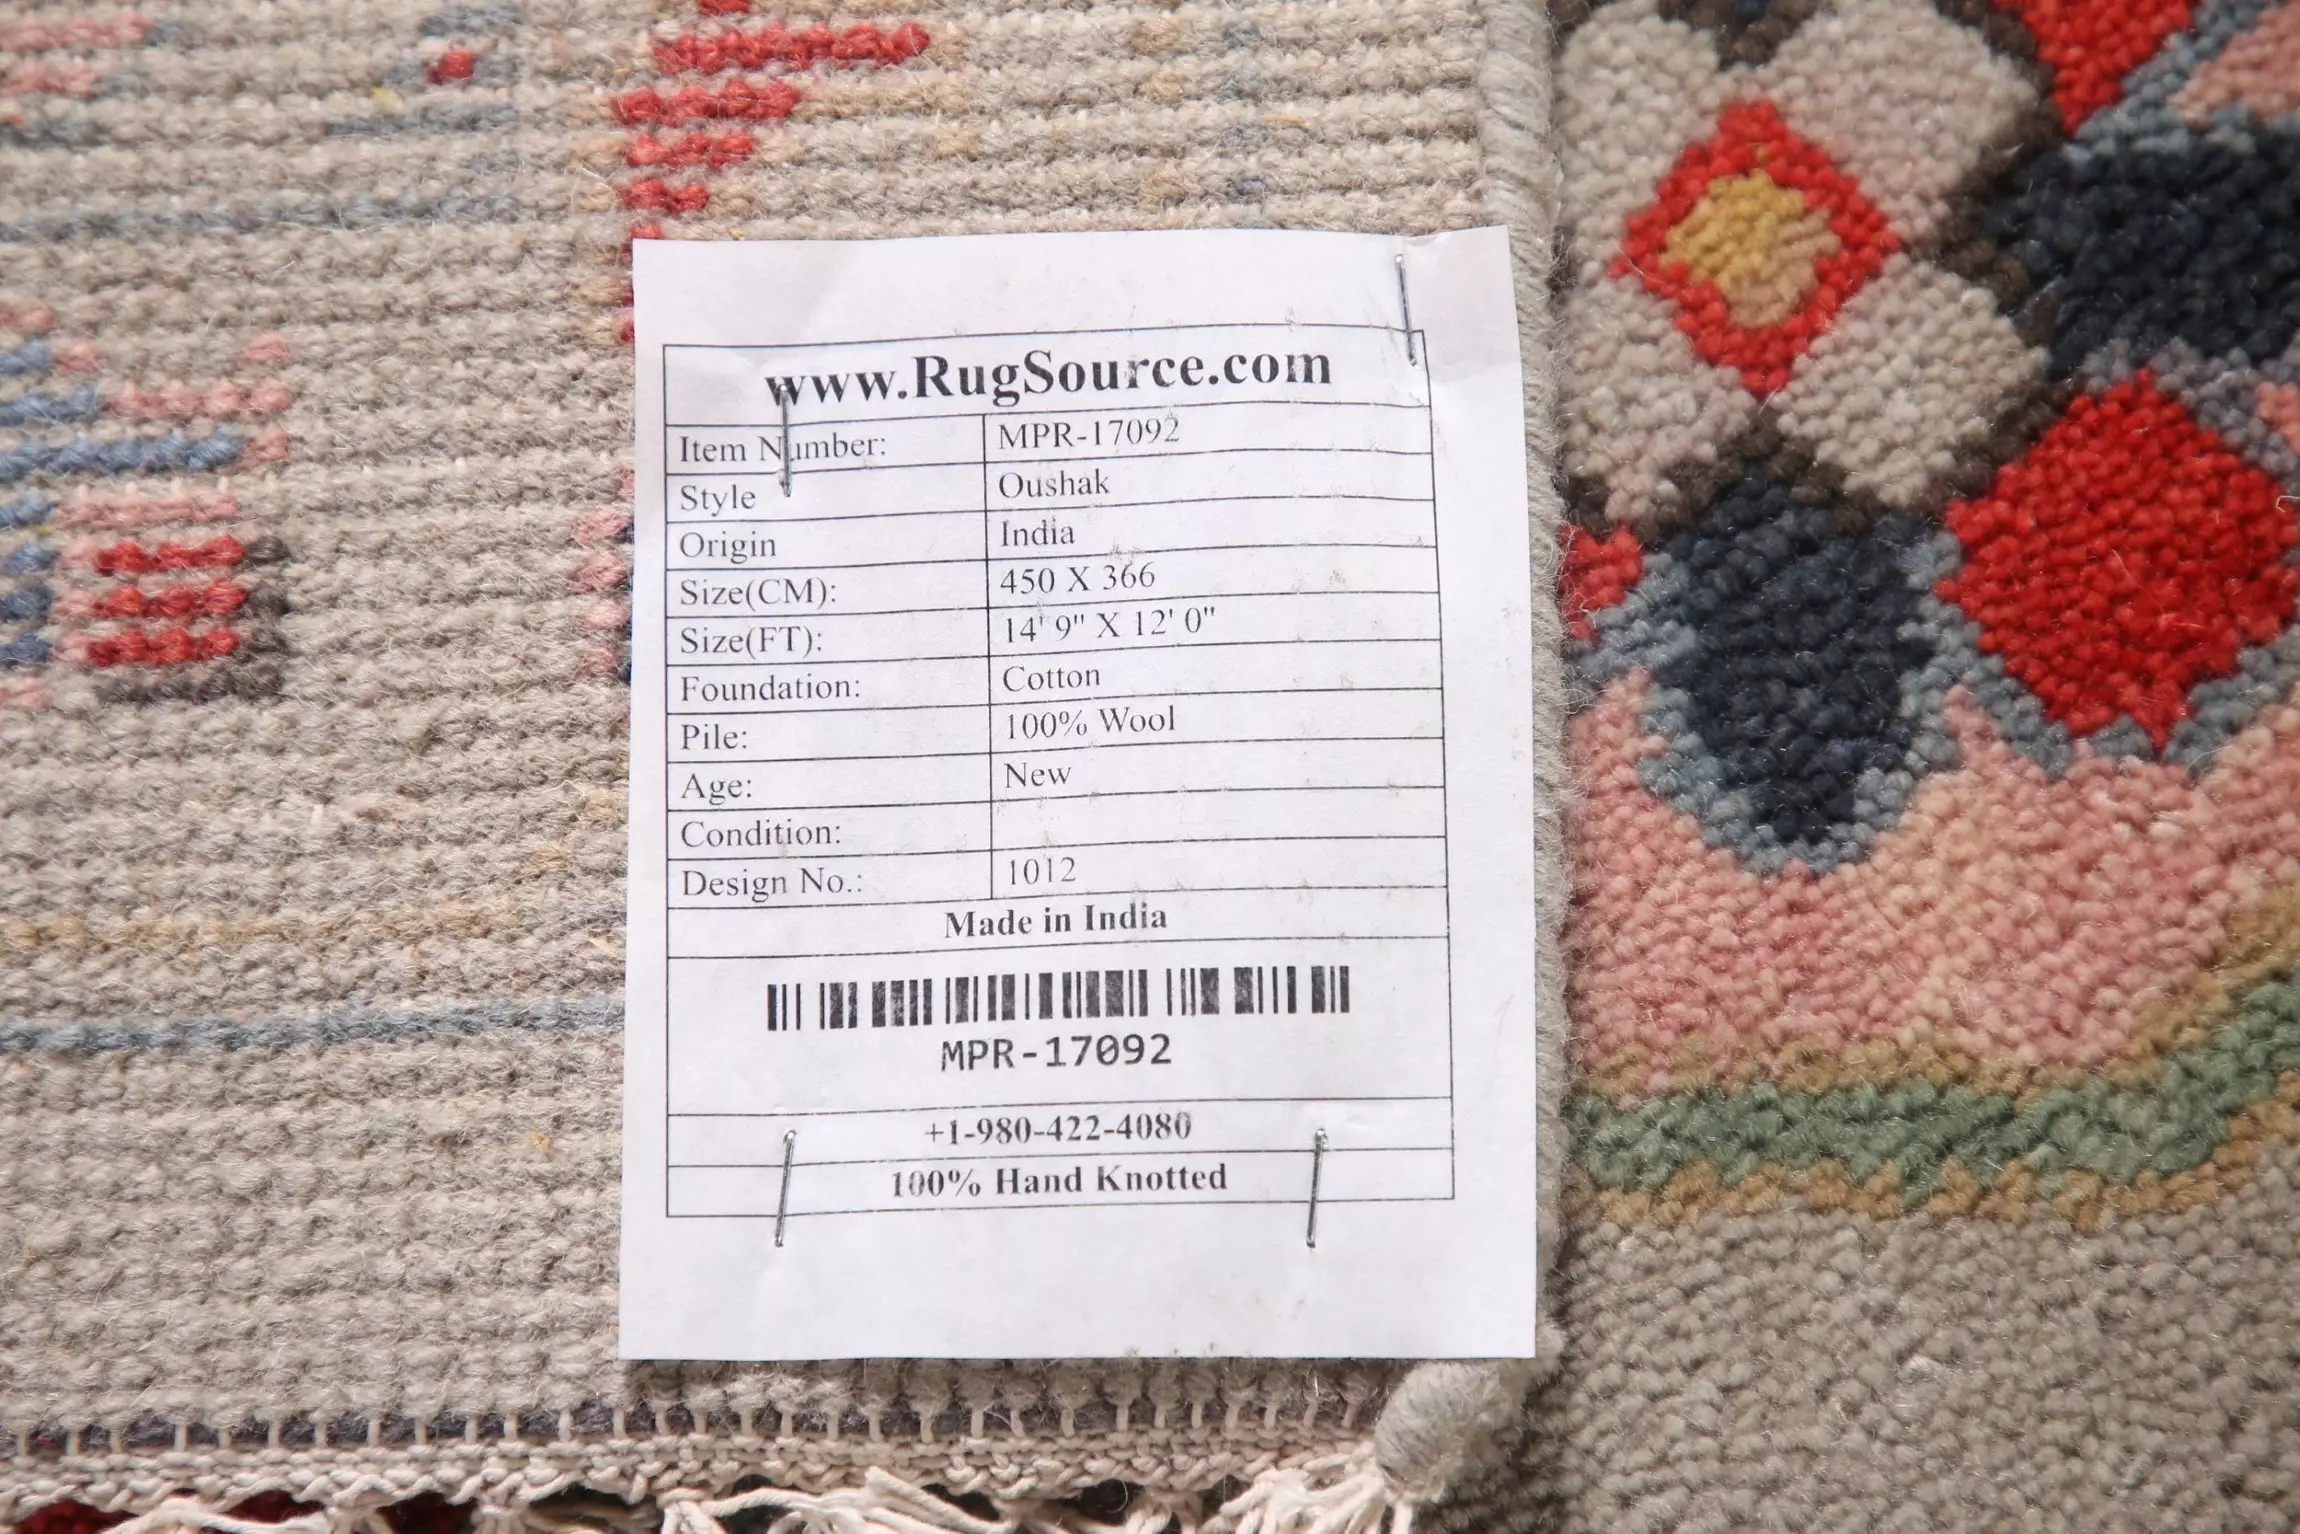 www.RugSource.com
Item Number: MPR-17092
Style Oushak
Origin India
Size(CM): 450 X 366
Size(FT): 14' 9" X 12' 0"
Foundation: Cotton
Pile: 100% Wool
Age: New
Condition:
Design No.: 1012
Made in India
MPR-17092
+1-980-422-4080
100% Hand Knotted